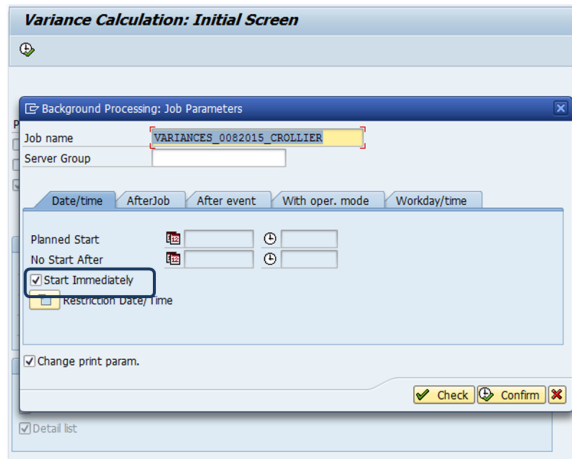 Variance Calculation: Initial Screen
Background Processing: Job Parameters
Job name VARIANCES_0082015_CROLLIER
Server Group
Date/time AfterJob After event With oper. mode Workday/time
Planned Start
No Start After
Start Immediately
Restriction Date/Time
Change print param.
Check Confirm
Detail list